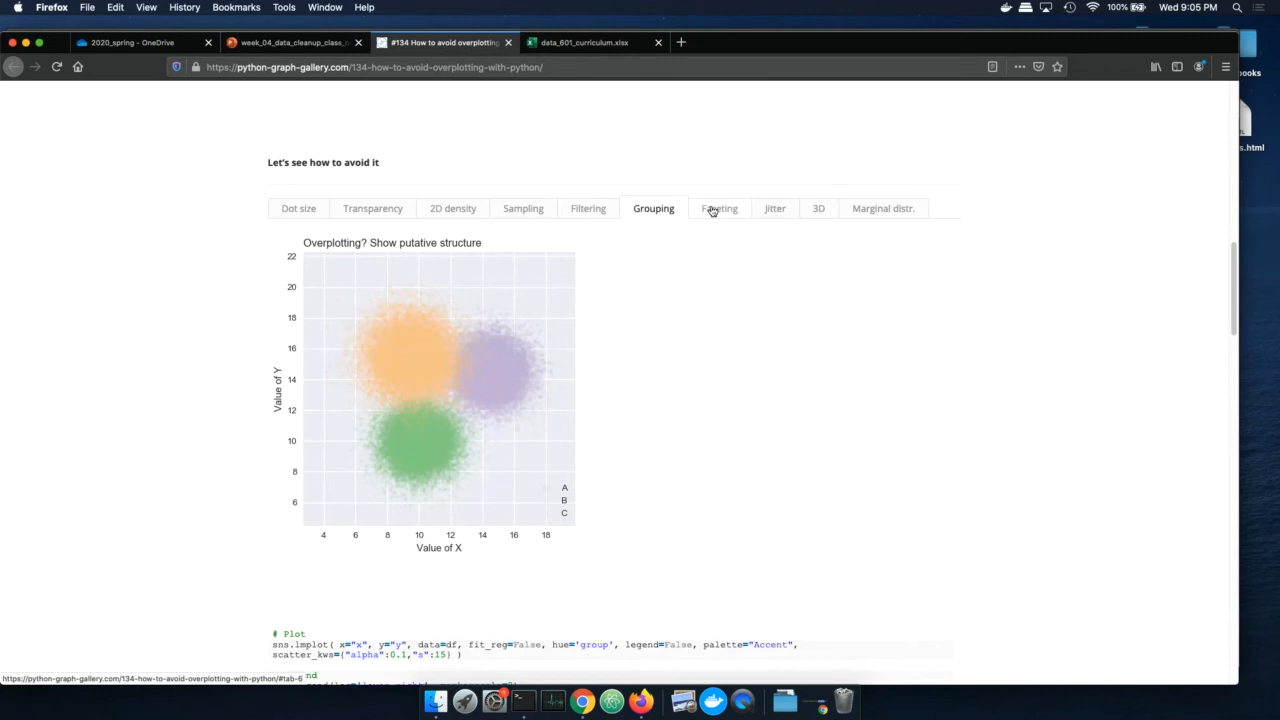 Firefox File Edit View History Bookmarks Tools Window Help 100% Wed 9:05 PM
2020_spring - OneDrive week_04_data_cleanup_class_n #134 How to avoid overplotting data_601_curriculum.xlsx
https://python-graph-gallery.com/134-how-to-avoid-overplotting-with-python/
ooks
s.html
Let's see how to avoid it
Dot size Transparency 2D density Sampling Filtering Grouping Faceting Jitter 3D Marginal distr.
Overplotting? Show putative structure
22
20
18
16
14
12
10
8
6
Value of Y
A
B
C
4 6 8 10 12 14 16 18
Value of X
# Plot
sns.lmplot( x="x", y="y", data=df, fit_reg=False, hue='group', legend=False, palette="Accent",
scatter_kws={"alpha":0.1,"s":15} )
nd
https://python-graph-gallery.com/134-how-to-avoid-overplotting-with-python/#tab-6